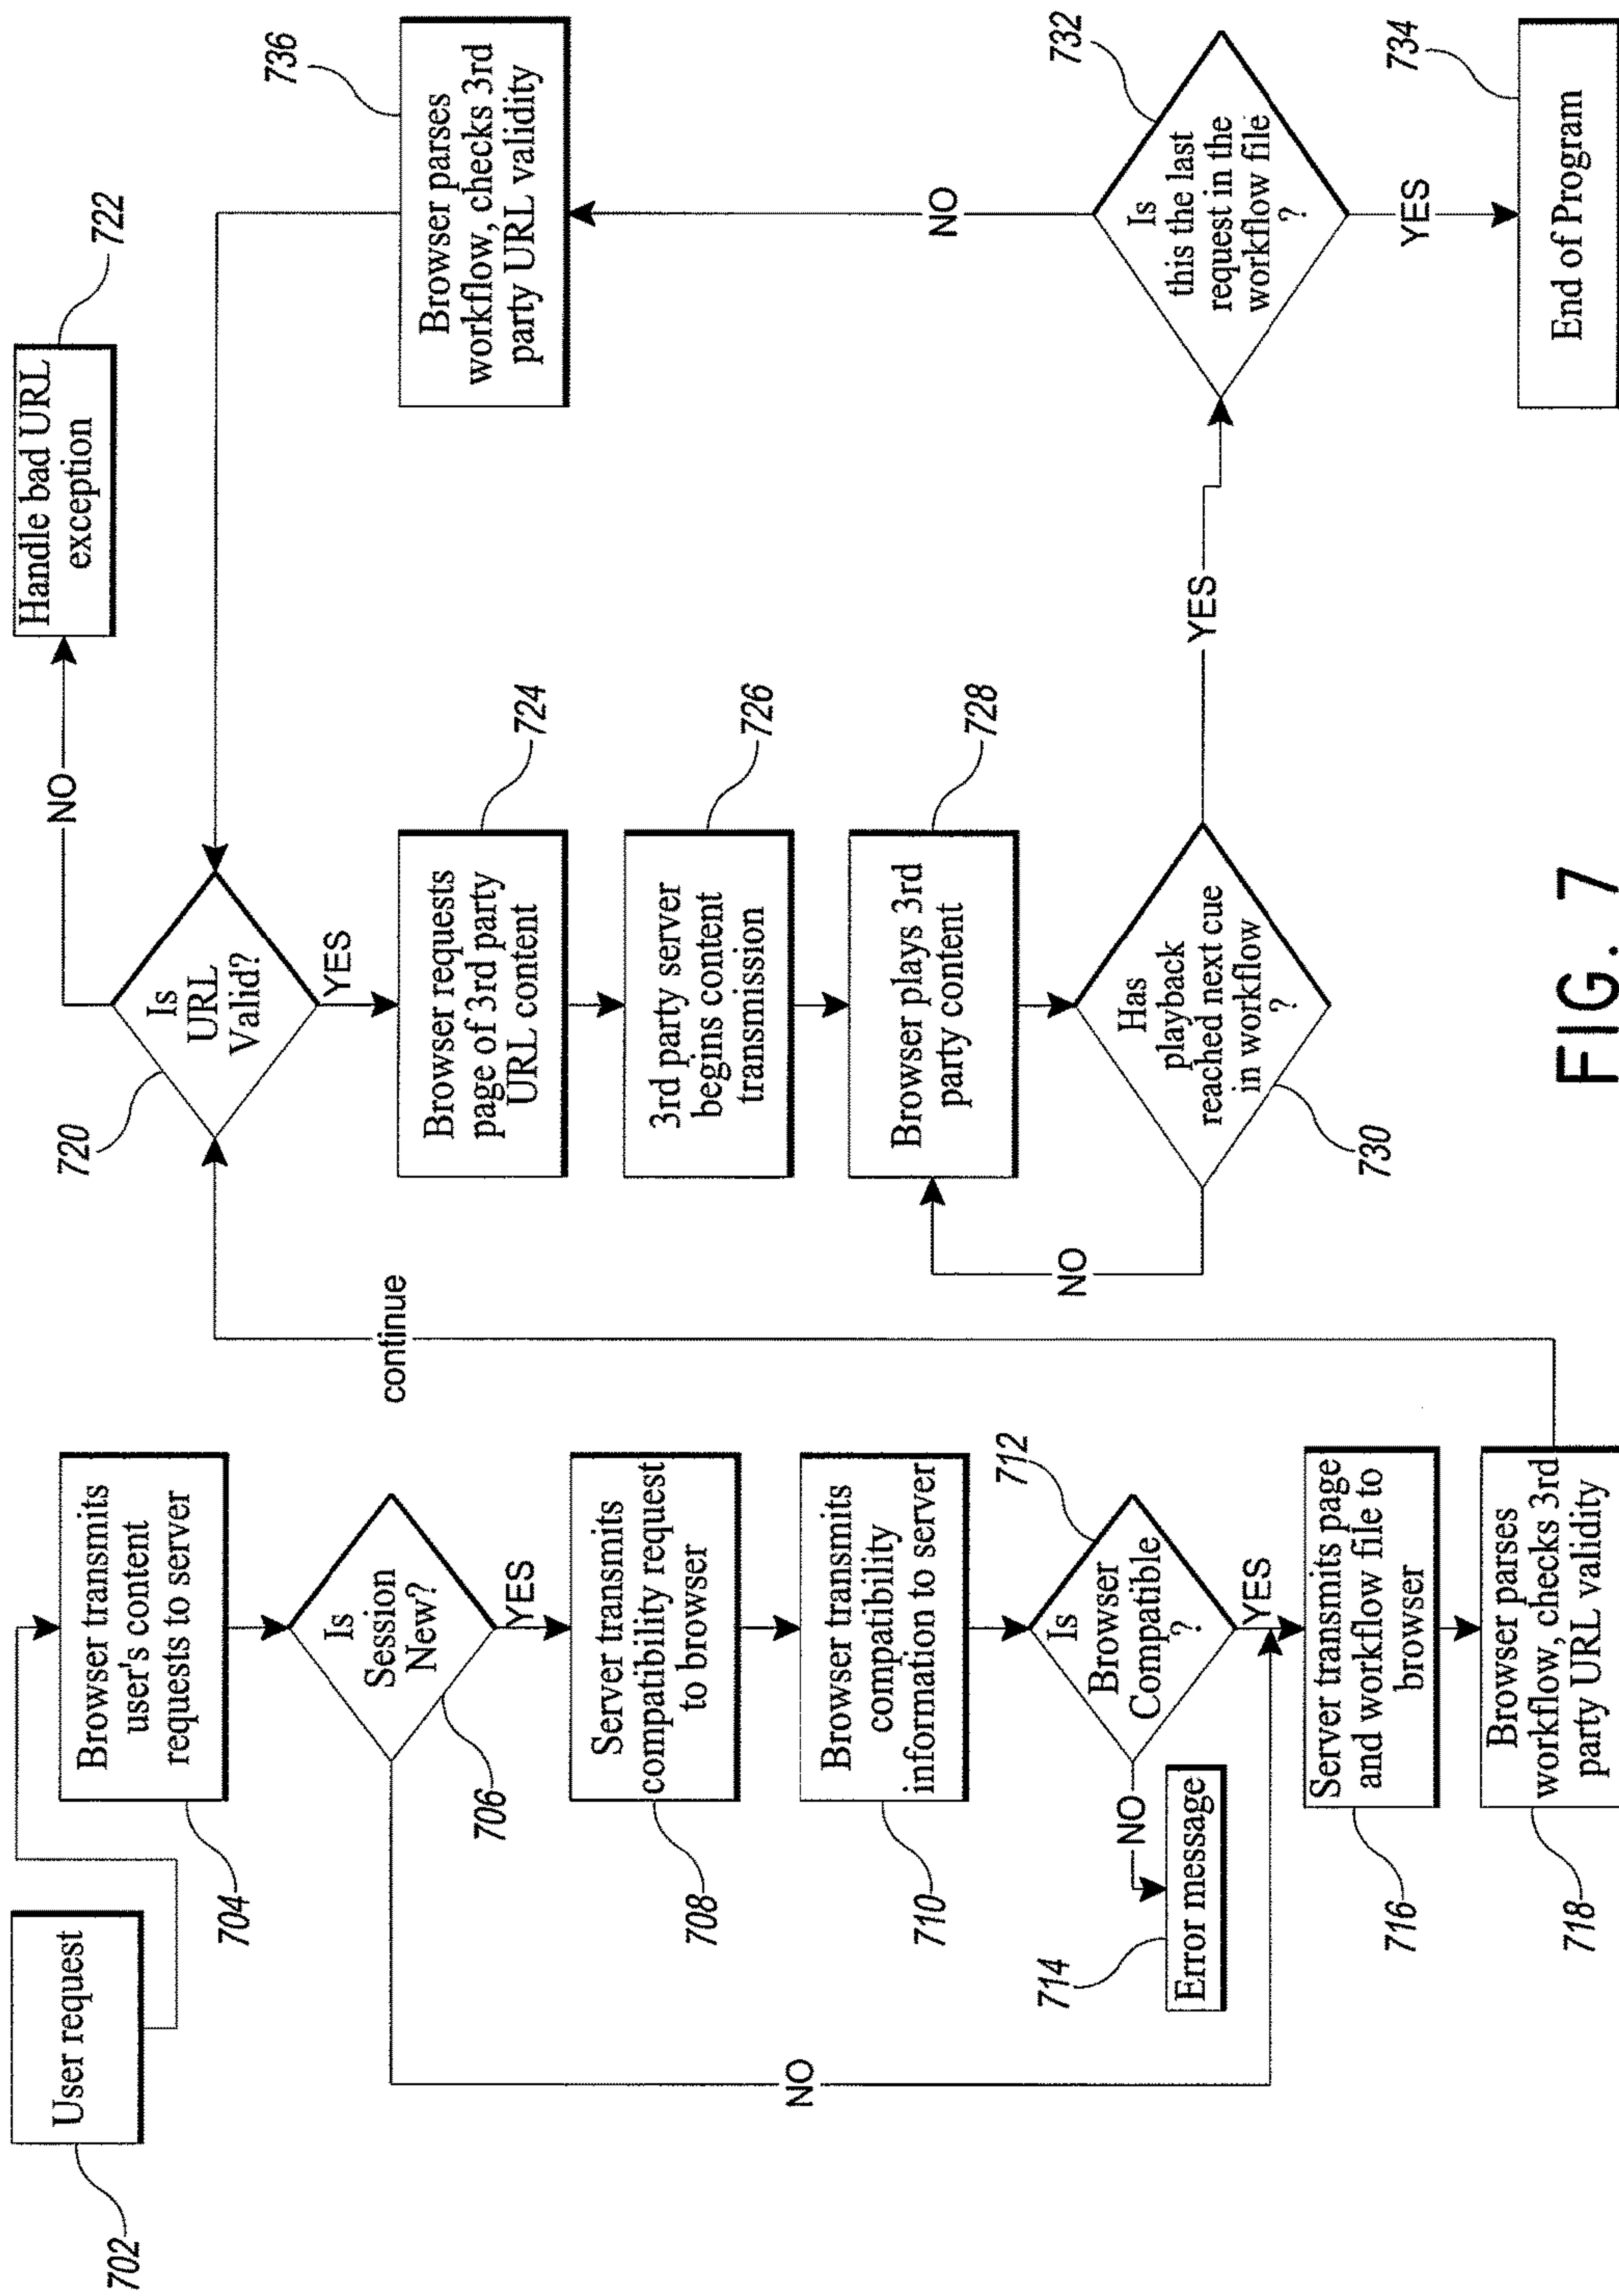 User request
702
Browser transmits
user's content
requests to server
704
Is
Session
New?
706
YES
NO
Server transmits
compatibility request
to browser
708
Browser transmits
compatibility
information to server
710
Is
Browser
Compatible
?
712
NO
YES
Error message
714
Server transmits page
and workflow file to
browser
716
Browser parses
workflow, checks 3rd
party URL validity
718
continue
Is
URL
Valid?
720
NO
YES
Handle bad URL
exception
722
Browser requests
page of 3rd party
URL content
724
3rd party server
begins content
transmission
726
Browser plays 3rd
party content
728
Has
playback
reached next cue
in workflow
?
730
NO
YES
Is
this the last
request in the
workflow file
?
732
NO
YES
Browser parses
workflow, checks 3rd
party URL validity
736
End of Program
734
FIG. 7